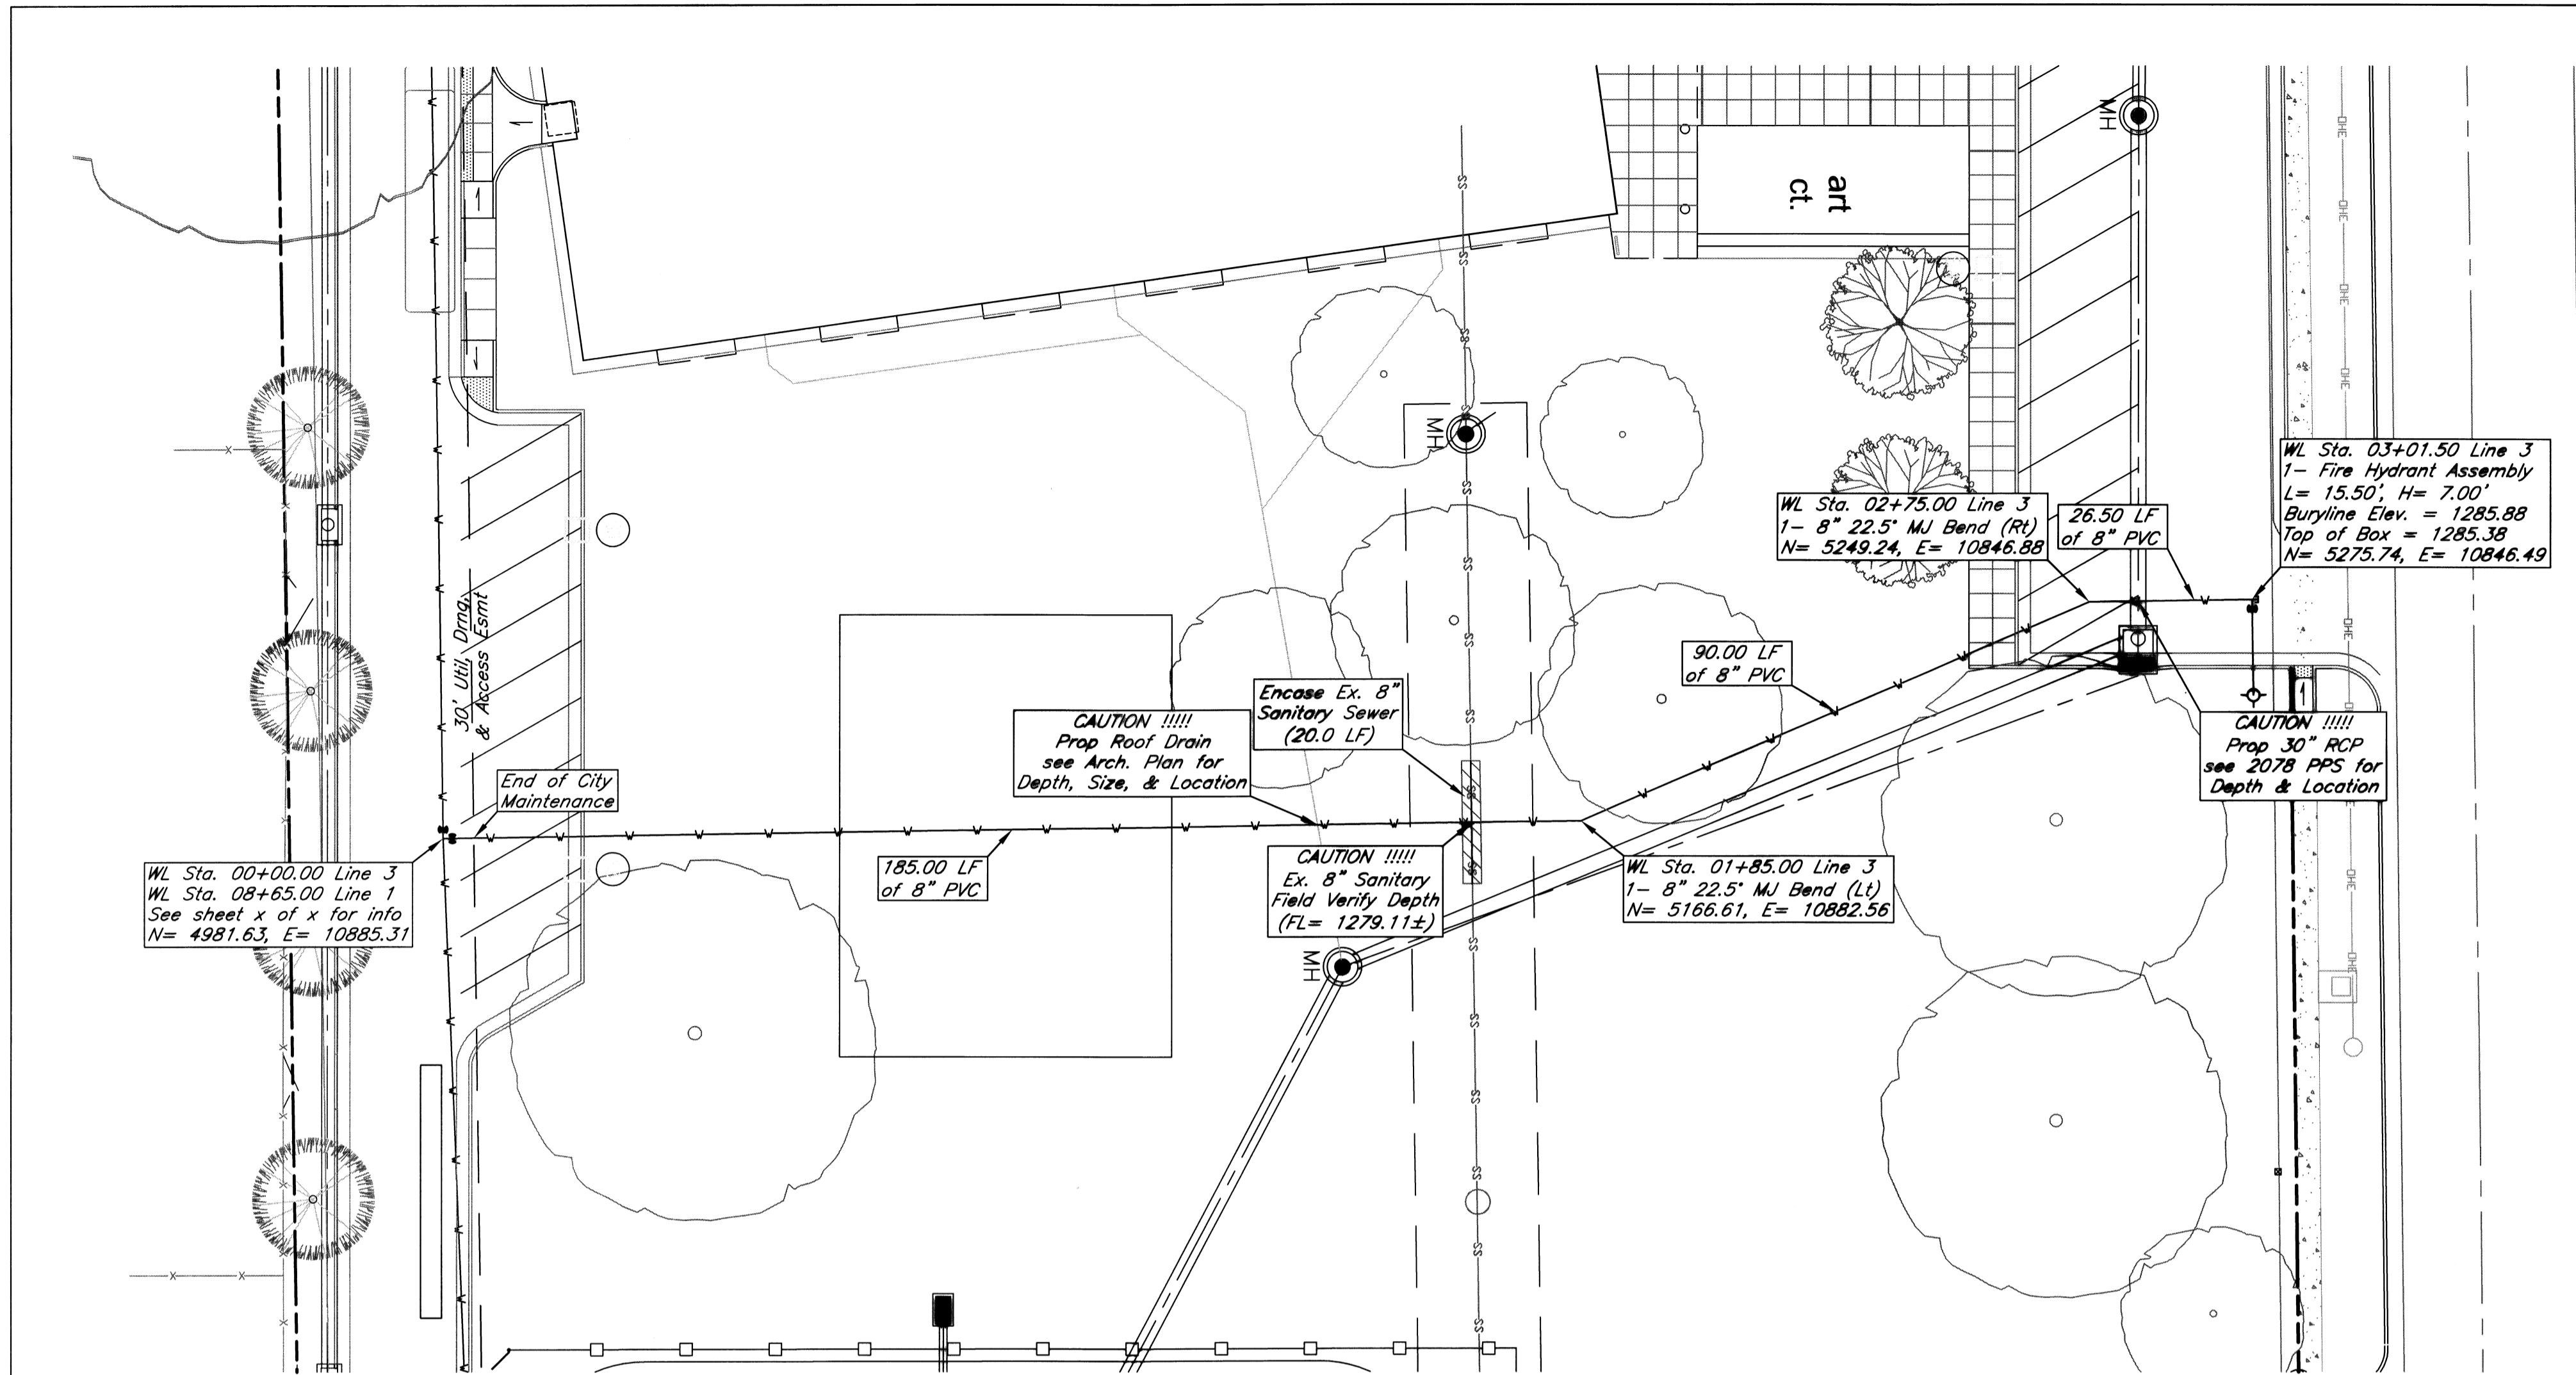 MH
art
ct.
MH
WL Sta. 03+01.50 Line 3
1- Fire Hydrant Assembly
L= 15.50', H= 7.00'
Buryline Elev. = 1285.88
Top of Box = 1285.38
N= 5275.74, E= 10846.49
WL Sta. 02+75.00 Line 3
1- 8" 22.5° MJ Bend (Rt)
N= 5249.24, E= 10846.88
26.50 LF
of 8" PVC
30' Util, Drng,
& Access Esmt
90.00 LF
of 8" PVC
Encase Ex. 8"
Sanitary Sewer
(20.0 LF)
CAUTION !!!!!
Prop Roof Drain
see Arch. Plan for
Depth, Size, & Location
CAUTION !!!!!
Prop 30" RCP
see 2078 PPS for
Depth & Location
End of City
Maintenance
WL Sta. 00+00.00 Line 3
WL Sta. 08+65.00 Line 1
See sheet x of x for info
N= 4981.63, E= 10885.31
185.00 LF
of 8" PVC
CAUTION !!!!!
Ex. 8" Sanitary
Field Verify Depth
(FL= 1279.11±)
WL Sta. 01+85.00 Line 3
1- 8" 22.5° MJ Bend (Lt)
N= 5166.61, E= 10882.56
MH